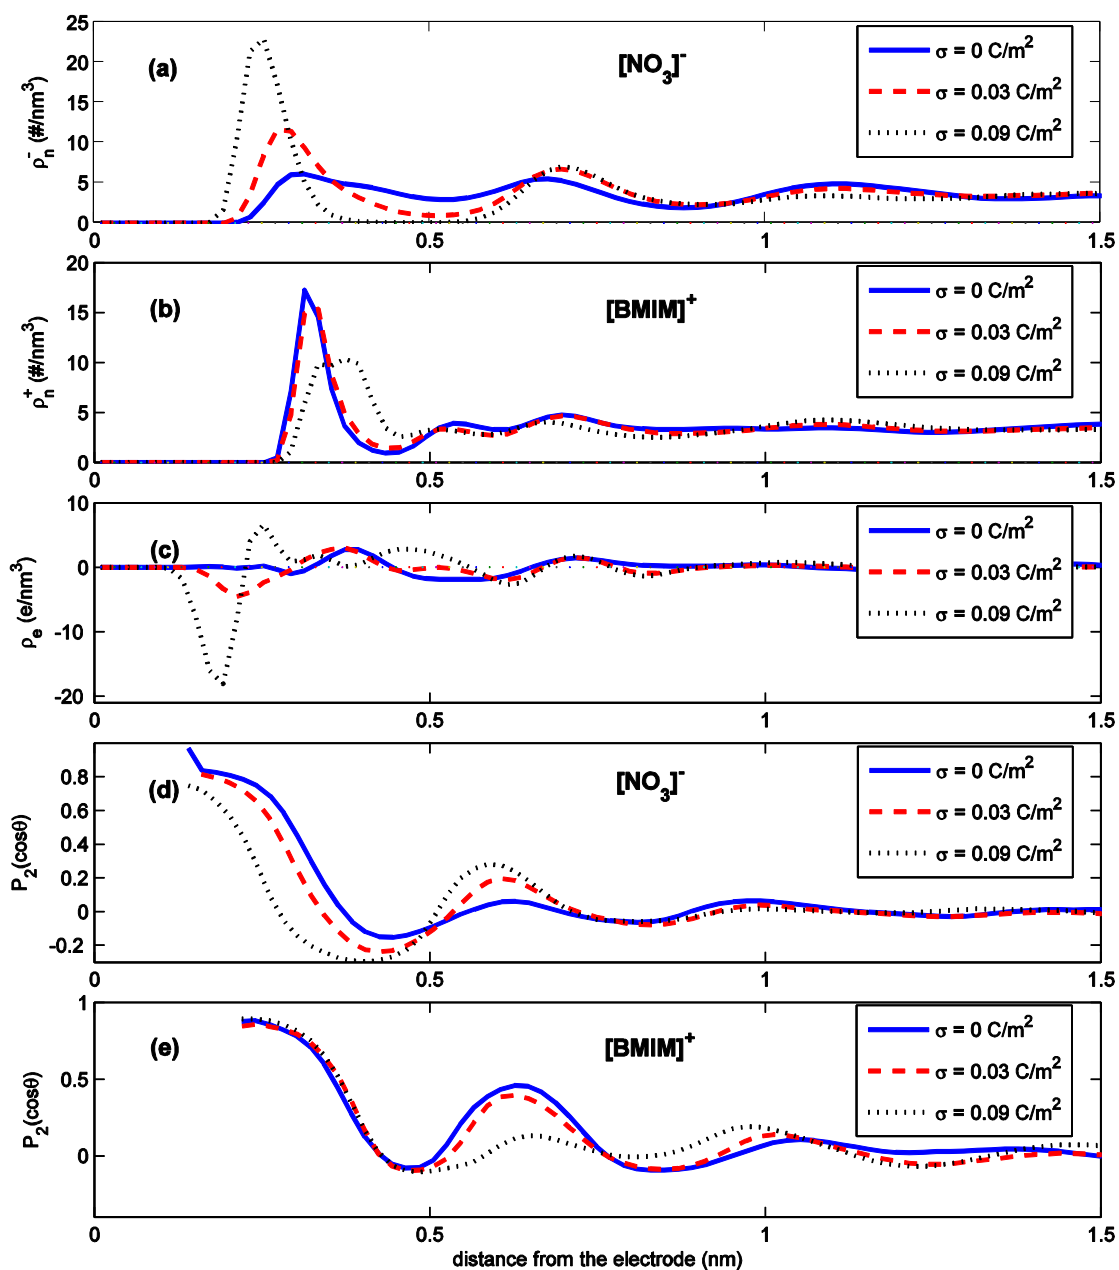 25
20
15
10
5
0
ρn- (#/nm3)
(a)
[NO3]-
σ = 0 C/m2
σ = 0.03 C/m2
σ = 0.09 C/m2
0 0.5 1 1.5
20
15
10
5
0
ρn+ (#/nm3)
(b)
[BMIM]+
σ = 0 C/m2
σ = 0.03 C/m2
σ = 0.09 C/m2
0 0.5 1 1.5
10
0
-10
-20
ρe (e/nm3)
(c)
σ = 0 C/m2
σ = 0.03 C/m2
σ = 0.09 C/m2
0 0.5 1 1.5
0.8
0.6
0.4
0.2
0
-0.2
P2(cosθ)
(d)
[NO3]-
σ = 0 C/m2
σ = 0.03 C/m2
σ = 0.09 C/m2
0 0.5 1 1.5
1
0.5
0
P2(cosθ)
(e)
[BMIM]+
σ = 0 C/m2
σ = 0.03 C/m2
σ = 0.09 C/m2
0 0.5 1 1.5
distance from the electrode (nm)